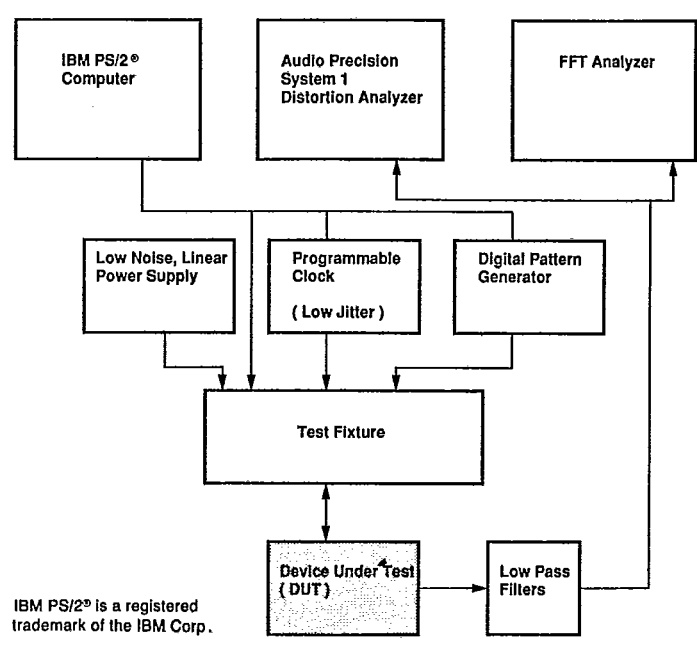 IBM PS/2®
Computer
Audio Precision
System 1
Distortion Analyzer
FFT Analyzer
Low Noise, Linear
Power Supply
Programmable
Clock
( Low Jitter )
Digital Pattern
Generator
Test Fixture
Device Under Test
( DUT )
Low Pass
Filters
IBM PS/2® is a registered
trademark of the IBM Corp.